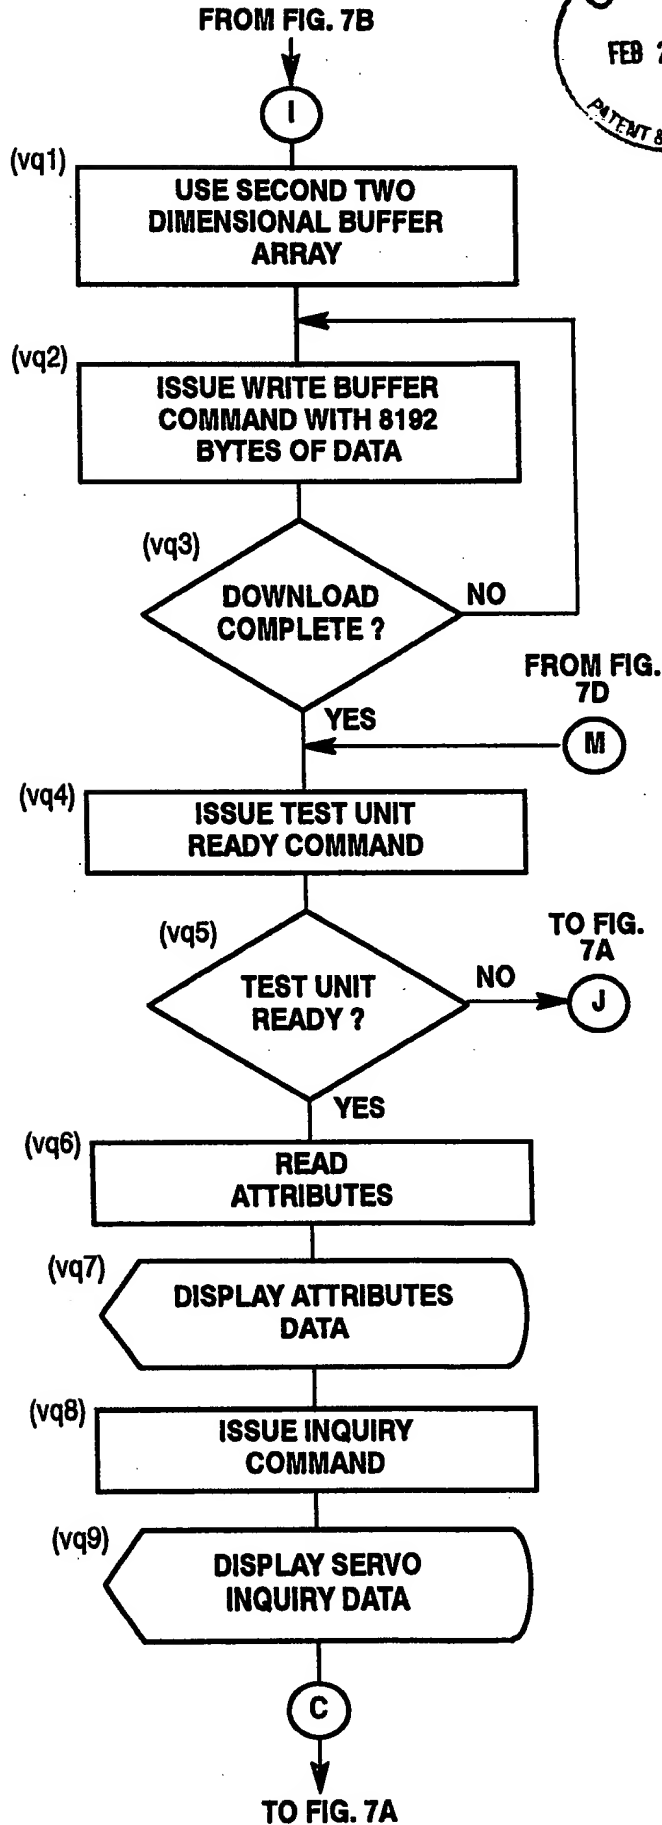 FROM FIG. 7B
FEB 2
PATENT &
I
(vq1)
USE SECOND TWO
DIMENSIONAL BUFFER
ARRAY
(vq2)
ISSUE WRITE BUFFER
COMMAND WITH 8192
BYTES OF DATA
(vq3)
DOWNLOAD
COMPLETE ?
NO
FROM FIG.
7D
YES
M
(vq4)
ISSUE TEST UNIT
READY COMMAND
(vq5)
TO FIG.
7A
TEST UNIT
READY ?
NO
J
YES
(vq6)
READ
ATTRIBUTES
(vq7)
DISPLAY ATTRIBUTES
DATA
(vq8)
ISSUE INQUIRY
COMMAND
(vq9)
DISPLAY SERVO
INQUIRY DATA
C
TO FIG. 7A